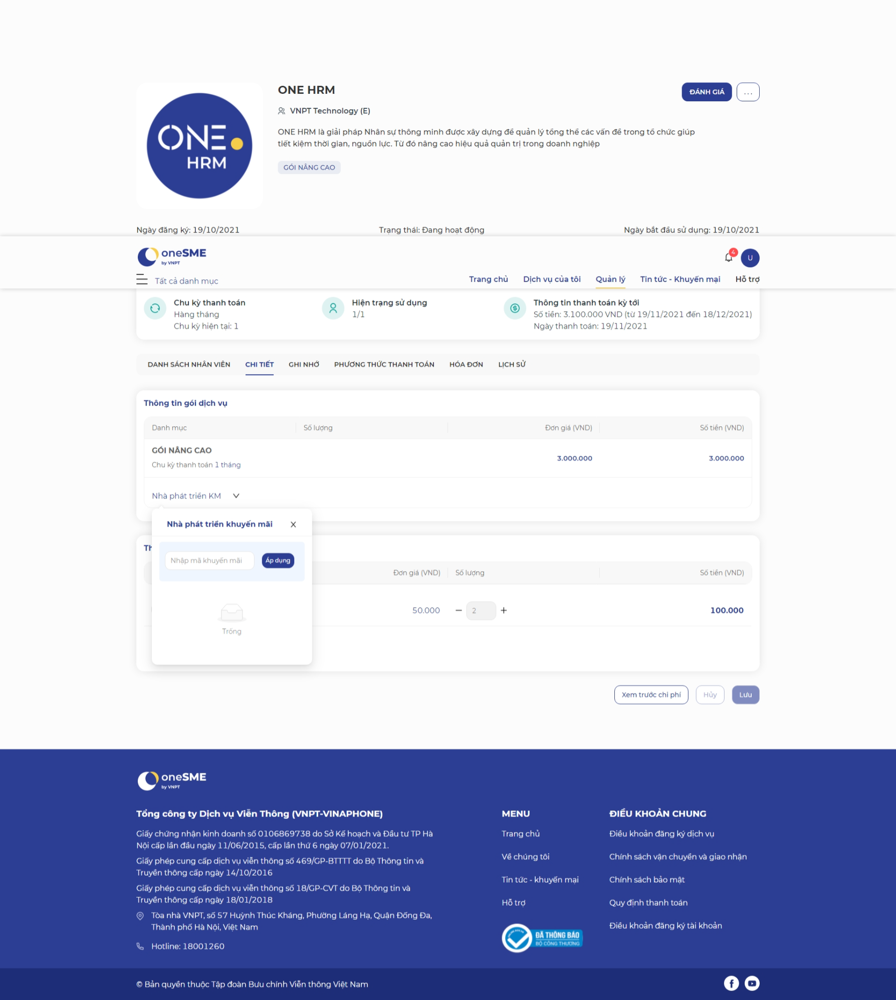 ONE
HRM
ONE HRM
VNPT Technology (E)
ONE HRM là giải pháp Nhân sự thông minh được xây dựng để quản lý tổng thể các vấn đề trong tổ chức giúp
tiết kiệm thời gian, nguồn lực. Từ đó nâng cao hiệu quả quản trị trong doanh nghiệp
GÓI NÂNG CAO
ĐÁNH GIÁ
...
Ngày đăng ký: 19/10/2021
Trạng thái: Đang hoạt động
Ngày bắt đầu sử dụng: 19/10/2021
oneSME
by VNPT
4
U
Tất cả danh mục
Trang chủ
Dịch vụ của tôi
Quản lý
Tin tức - Khuyến mại
Hỗ trợ
Chu kỳ thanh toán
Hàng tháng
Chu kỳ hiện tại: 1
Hiện trạng sử dụng
1/1
Thông tin thanh toán kỳ tới
Số tiền: 3.100.000 VND (từ 19/11/2021 đến 18/12/2021)
Ngày thanh toán: 19/11/2021
DANH SÁCH NHÂN VIÊN
CHI TIẾT
GHI NHỚ
PHƯƠNG THỨC THANH TOÁN
HÓA ĐƠN
LỊCH SỬ
Thông tin gói dịch vụ
Danh mục
Số lượng
Đơn giá (VND)
Số tiền (VND)
GÓI NÂNG CAO
Chu kỳ thanh toán 1 tháng
3.000.000
3.000.000
Nhà phát triển KM
Nhà phát triển khuyến mãi
X
Nhập mã khuyến mãi
Áp dụng
Trống
Th
Đơn giá (VND)
Số lượng
Số tiền (VND)
50.000
2
100.000
Xem trước chi phí
Hủy
Lưu
oneSME
by VNPT
Tổng công ty Dịch vụ Viễn Thông (VNPT-VINAPHONE)
Giấy chứng nhận kinh doanh số 0106869738 do Sở Kế hoạch và Đầu tư TP Hà
Nội cấp lần đầu ngày 11/06/2015, cấp lần thứ 6 ngày 07/01/2021.
Giấy phép cung cấp dịch vụ viễn thông số 469/GP-BTTTT do Bộ Thông tin và
Truyền thông cấp ngày 14/10/2016
Giấy phép cung cấp dịch vụ viễn thông số 18/GP-CVT do Bộ Thông tin và
Truyền thông cấp ngày 18/01/2018
Tòa nhà VNPT, số 57 Huỳnh Thúc Kháng, Phường Láng Hạ, Quận Đống Đa,
Thành phố Hà Nội, Việt Nam
Hotline: 18001260
MENU
Trang chủ
Về chúng tôi
Tin tức - khuyến mại
Hỗ trợ
ĐÃ THÔNG BÁO
BỘ CÔNG THƯƠNG
ĐIỀU KHOẢN CHUNG
Điều khoản đăng ký dịch vụ
Chính sách vận chuyển và giao nhận
Chính sách bảo mật
Quy định thanh toán
Điều khoản đăng ký tài khoản
© Bản quyền thuộc Tập đoàn Bưu chính Viễn thông Việt Nam